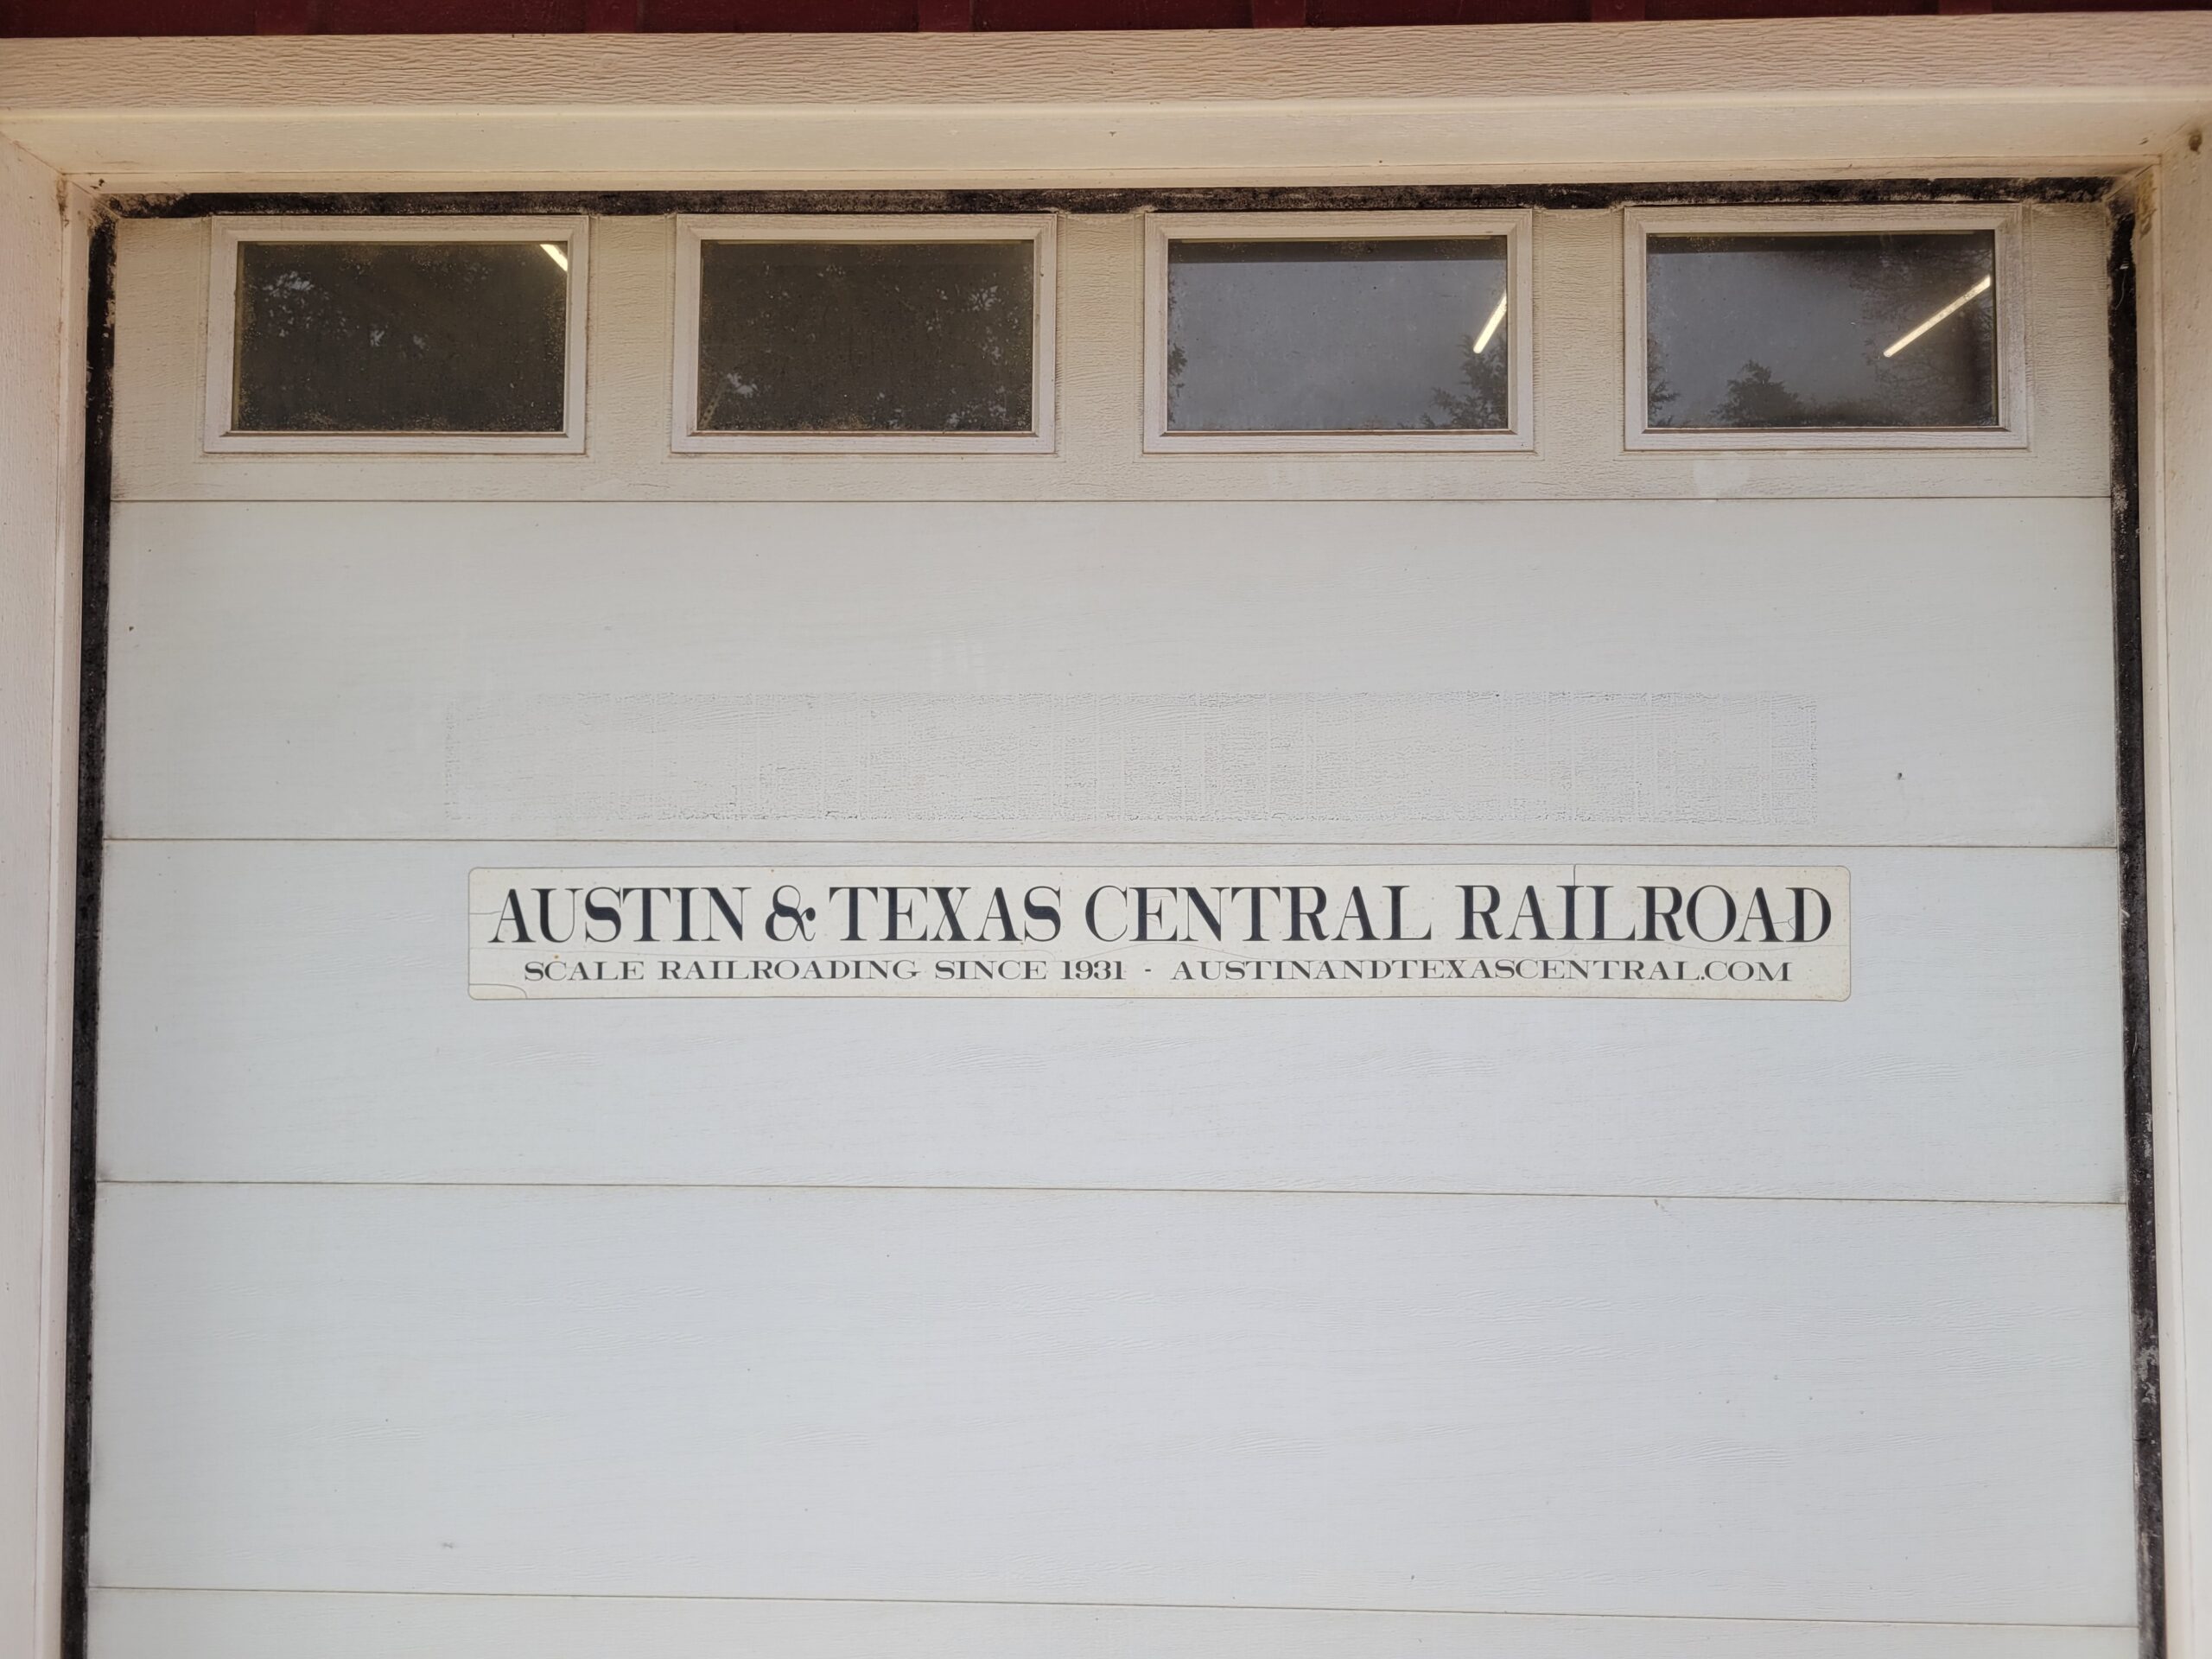 AUSTIN & TEXAS CENTRAL RAILROAD
SCALE RAILROADING SINCE 1931 - AUSTINANDTEXASCENTRAL.COM